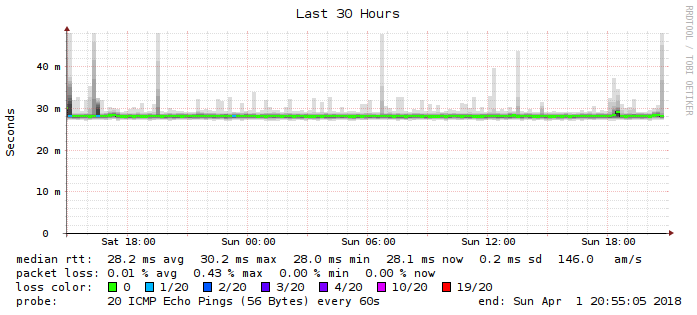 Last 30 Hours
RRDTOOL / TOBI OETIKER
Seconds
40 m
30 m
20 m
10 m
0
Sat 18:00 Sun 00:00 Sun 06:00 Sun 12:00 Sun 18:00
median rtt: 28.2 ms avg 30.2 ms max 28.0 ms min 28.1 ms now 0.2 ms sd 146.0 am/s
packet loss: 0.01 % avg 0.43 % max 0.00 % min 0.00 % now
loss color: 0 1/20 2/20 3/20 4/20 10/20 19/20
probe: 20 ICMP Echo Pings (56 Bytes) every 60s end: Sun Apr 1 20:55:05 2018